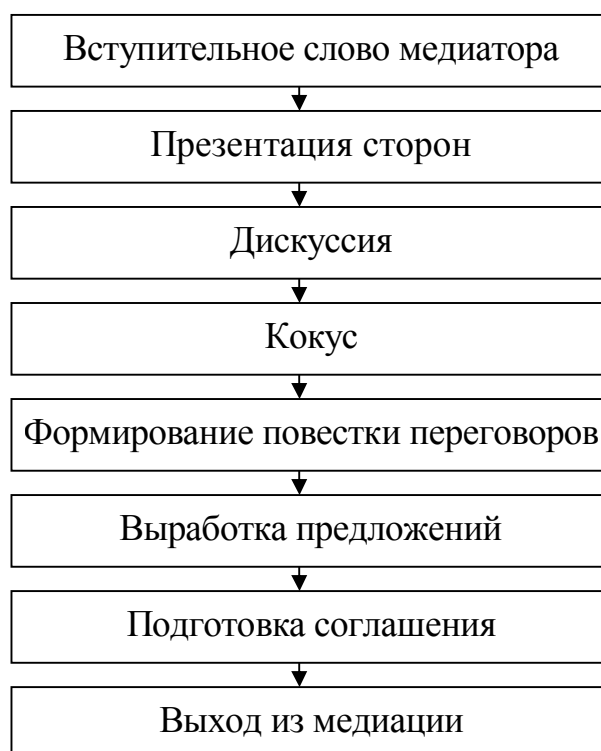 Вступительное слово медиатора
Презентация сторон
Дискуссия
Кокус
Формирование повестки переговоров
Выработка предложений
Подготовка соглашения
Выход из медиации